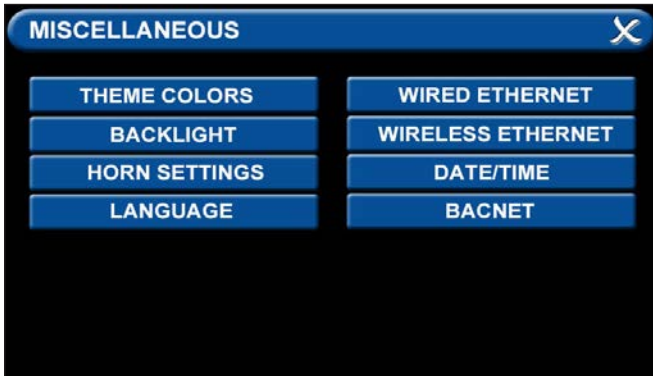 MISCELLANEOUS
THEME COLORS
BACKLIGHT
HORN SETTINGS
LANGUAGE
WIRED ETHERNET
WIRELESS ETHERNET
DATE/TIME
BACNET